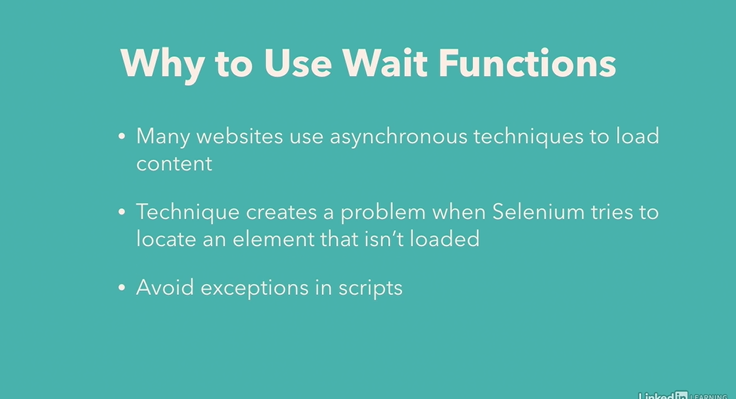 Why to Use Wait Functions
• Many websites use asynchronous techniques to load
content
• Technique creates a problem when Selenium tries to
locate an element that isn’t loaded
• Avoid exceptions in scripts
Linked in LEARNING